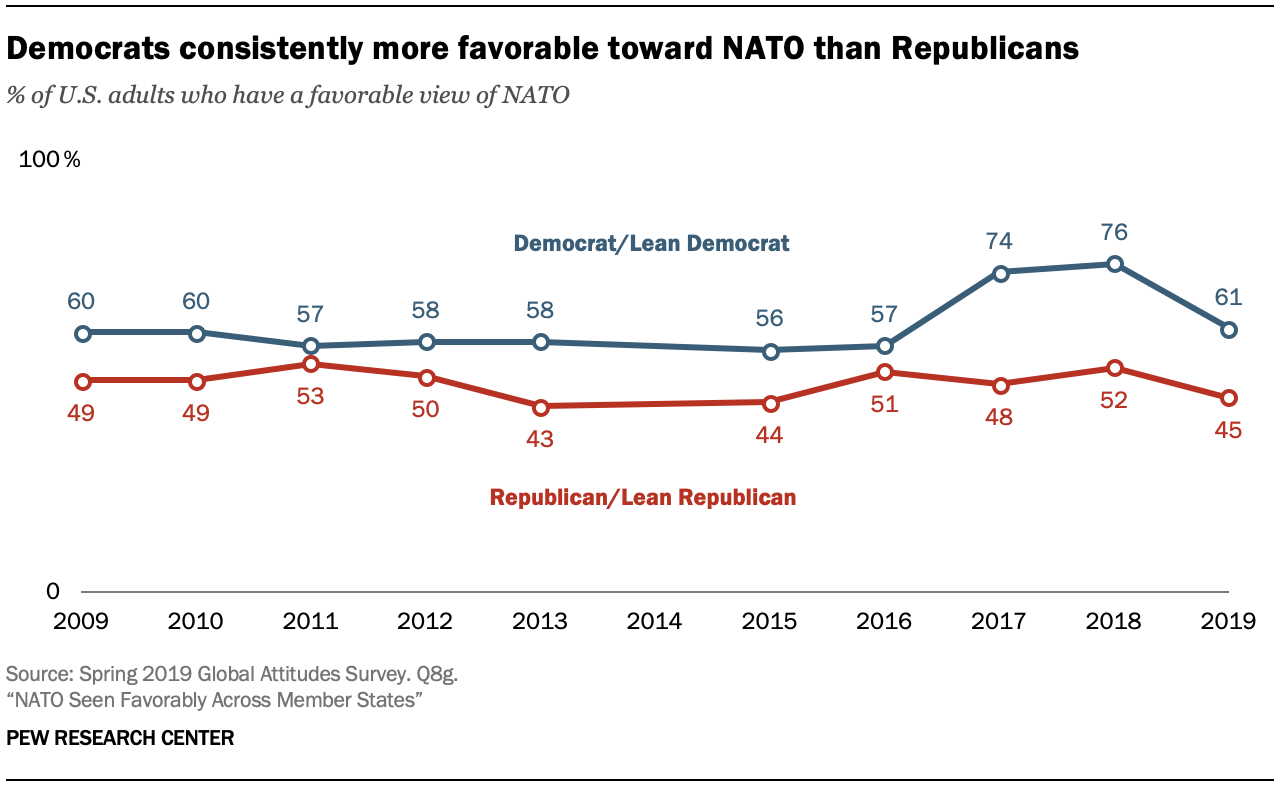 Democrats consistently more favorable toward NATO than Republicans
% of U.S. adults who have a favorable view of NATO
100 %
Democrat/Lean Democrat
60 60 57 58 58 56 57 74 76 61
49 49 53 50 43 44 51 48 52 45
Republican/Lean Republican
0
2009 2010 2011 2012 2013 2014 2015 2016 2017 2018 2019
Source: Spring 2019 Global Attitudes Survey. Q8g.
“NATO Seen Favorably Across Member States”
PEW RESEARCH CENTER